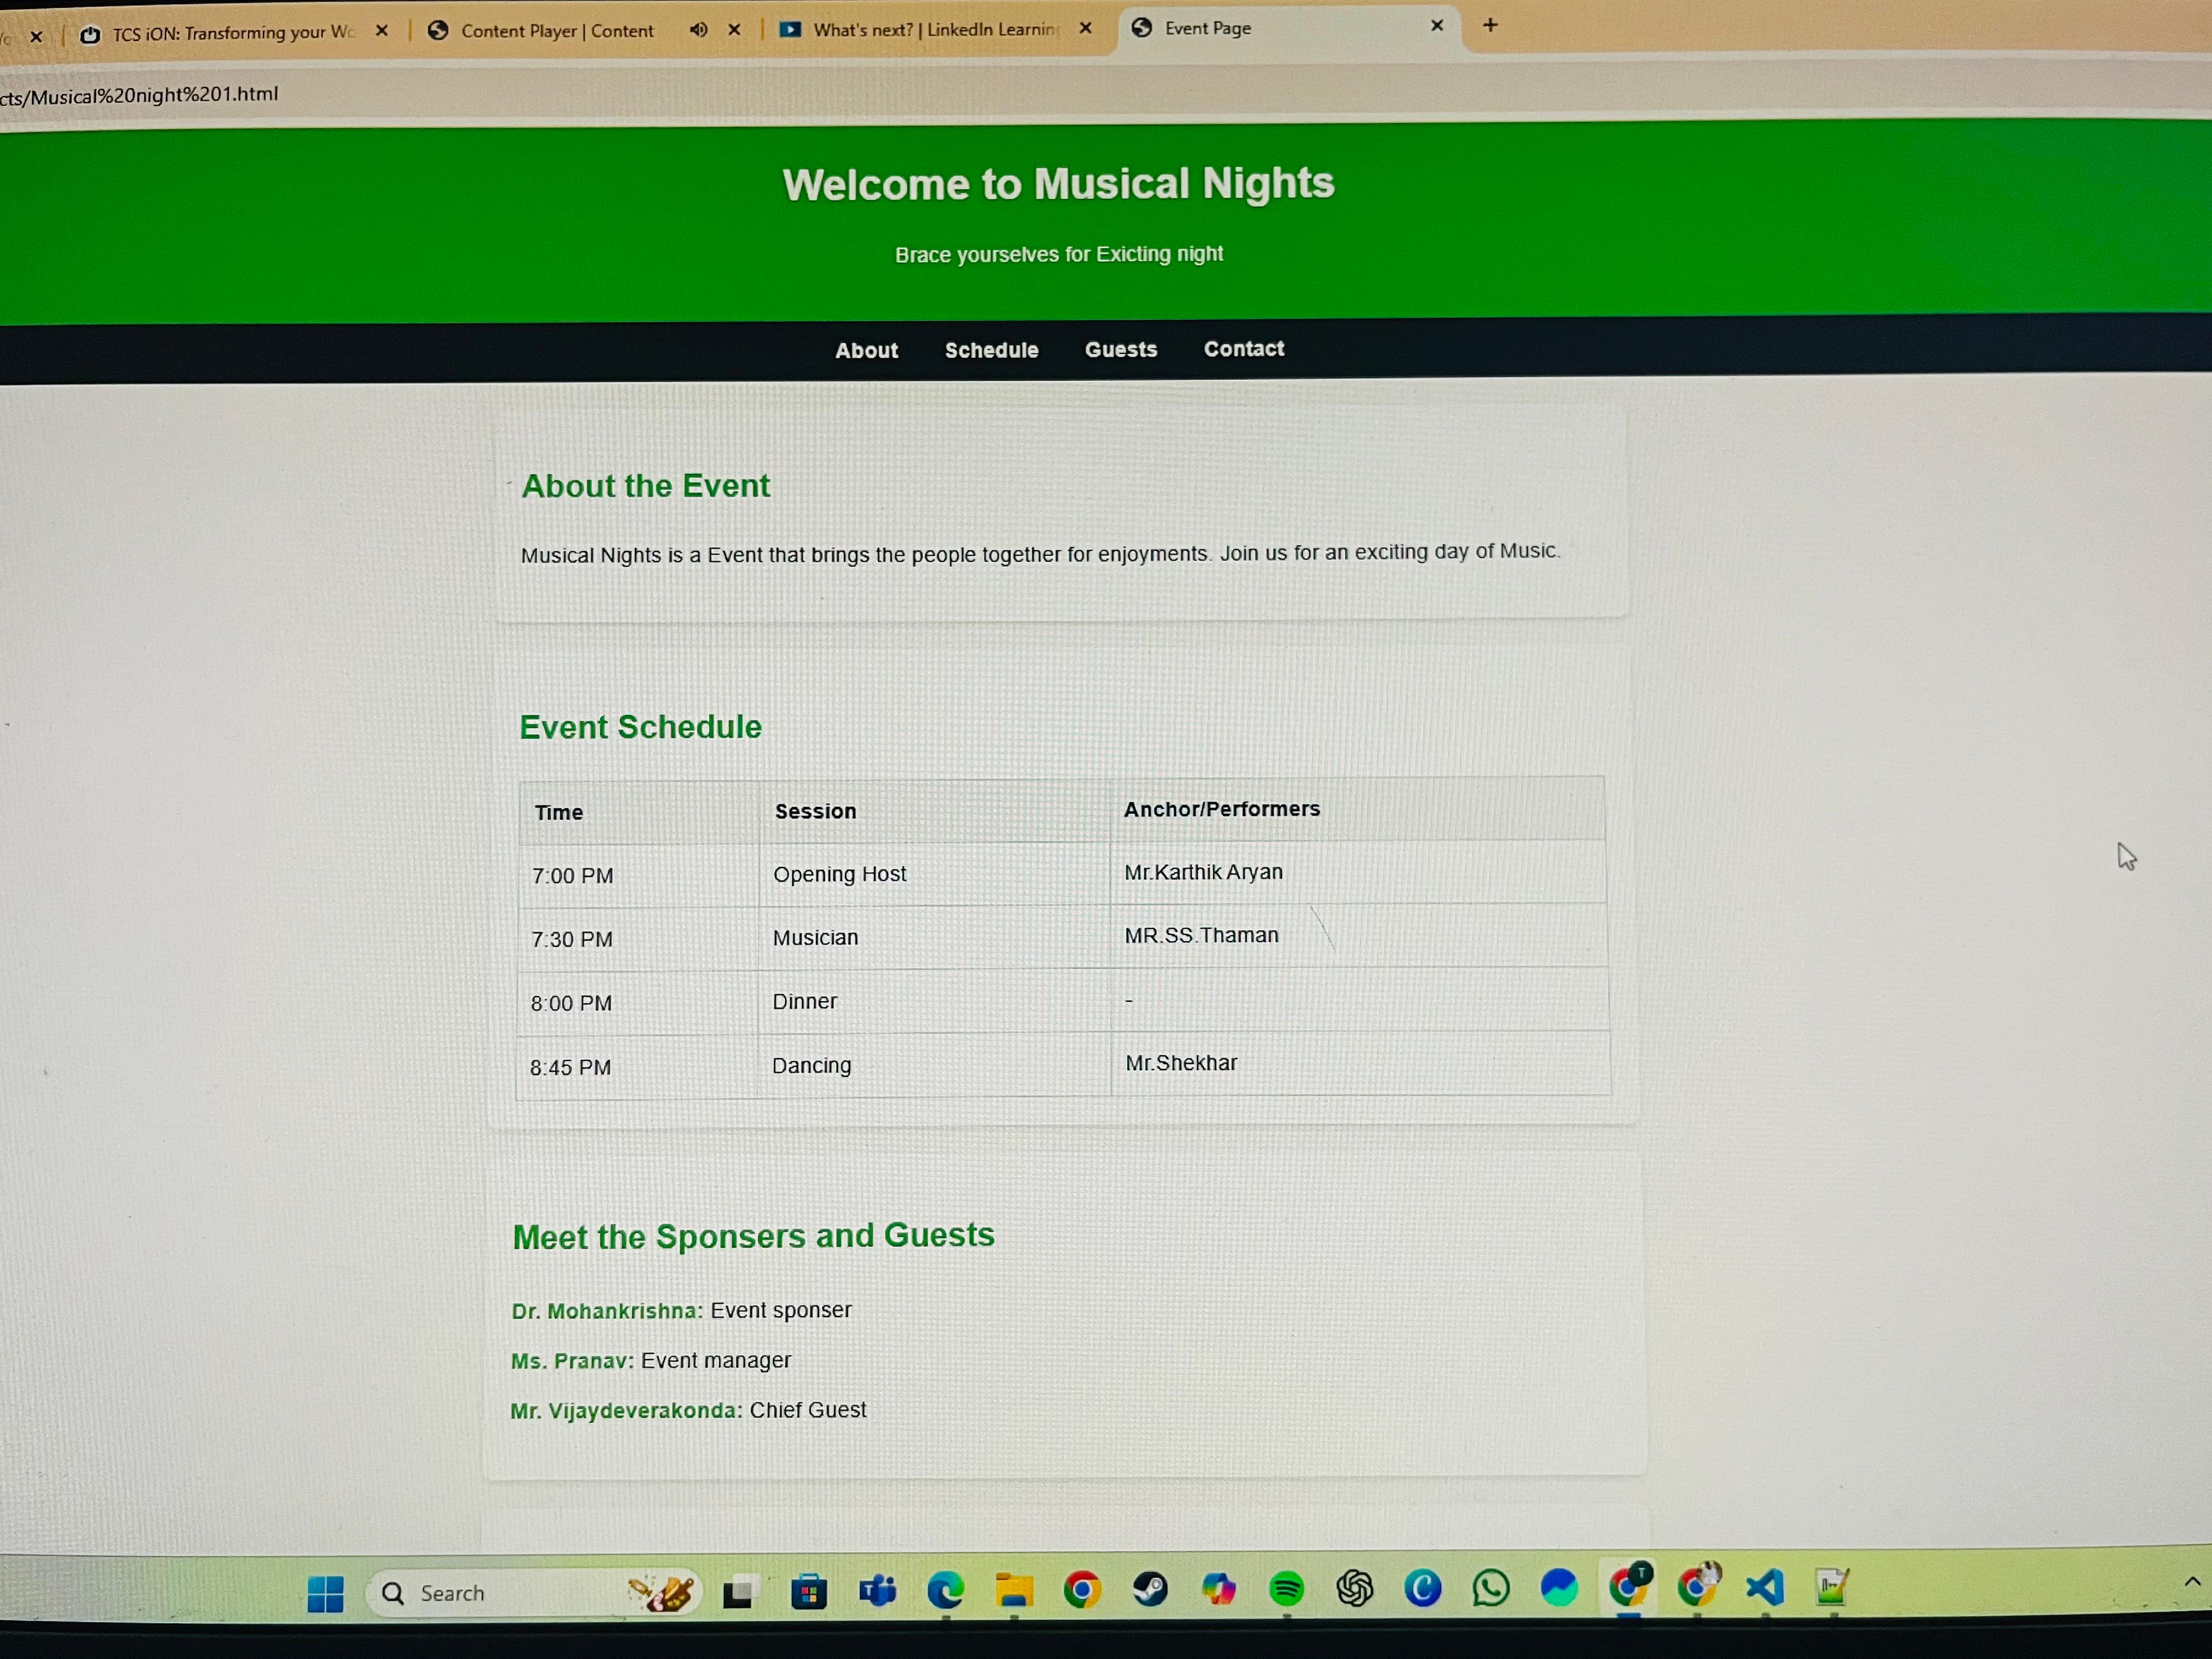 TCS iON: Transforming your Wo
Content Player | Content
What's next? | LinkedIn Learning
Event Page
cts/Musical%20night%201.html
Welcome to Musical Nights
Brace yourselves for Exicting night
About Schedule Guests Contact
About the Event
Musical Nights is a Event that brings the people together for enjoyments. Join us for an exciting day of Music.
Event Schedule
Time Session Anchor/Performers
7:00 PM Opening Host Mr.Karthik Aryan
7:30 PM Musician MR.SS.Thaman
8:00 PM Dinner -
8:45 PM Dancing Mr.Shekhar
Meet the Sponsers and Guests
Dr. Mohankrishna: Event sponser
Ms. Pranav: Event manager
Mr. Vijaydeverakonda: Chief Guest
Search